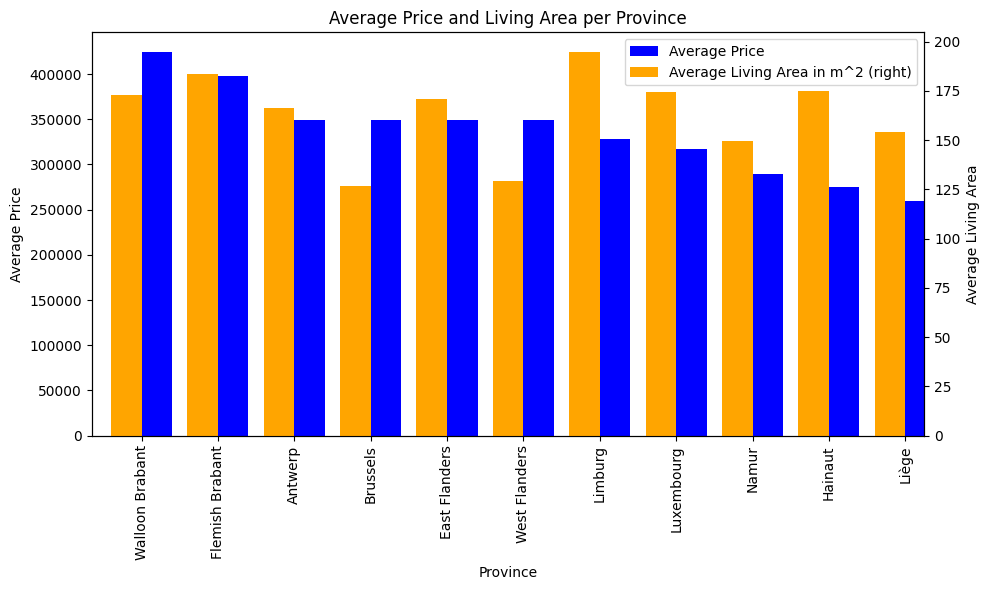 Average Price and Living Area per Province
Average Price
Average Living Area in m^2 (right)
Average Price
400000
350000
300000
250000
200000
150000
100000
50000
0
200
175
150
125
100
75
50
25
0
Average Living Area
Walloon Brabant
Flemish Brabant
Antwerp
Brussels
East Flanders
West Flanders
Limburg
Luxembourg
Namur
Hainaut
Liège
Province